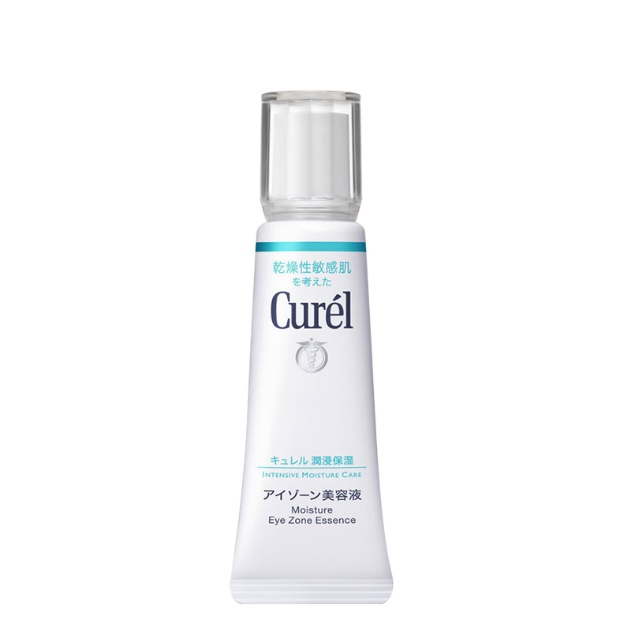 乾燥性敏感肌
を考えた
Curél
キュレル 潤浸保湿
INTENSIVE MOISTURE CARE
アイゾーン美容液
Moisture
Eye Zone Essence